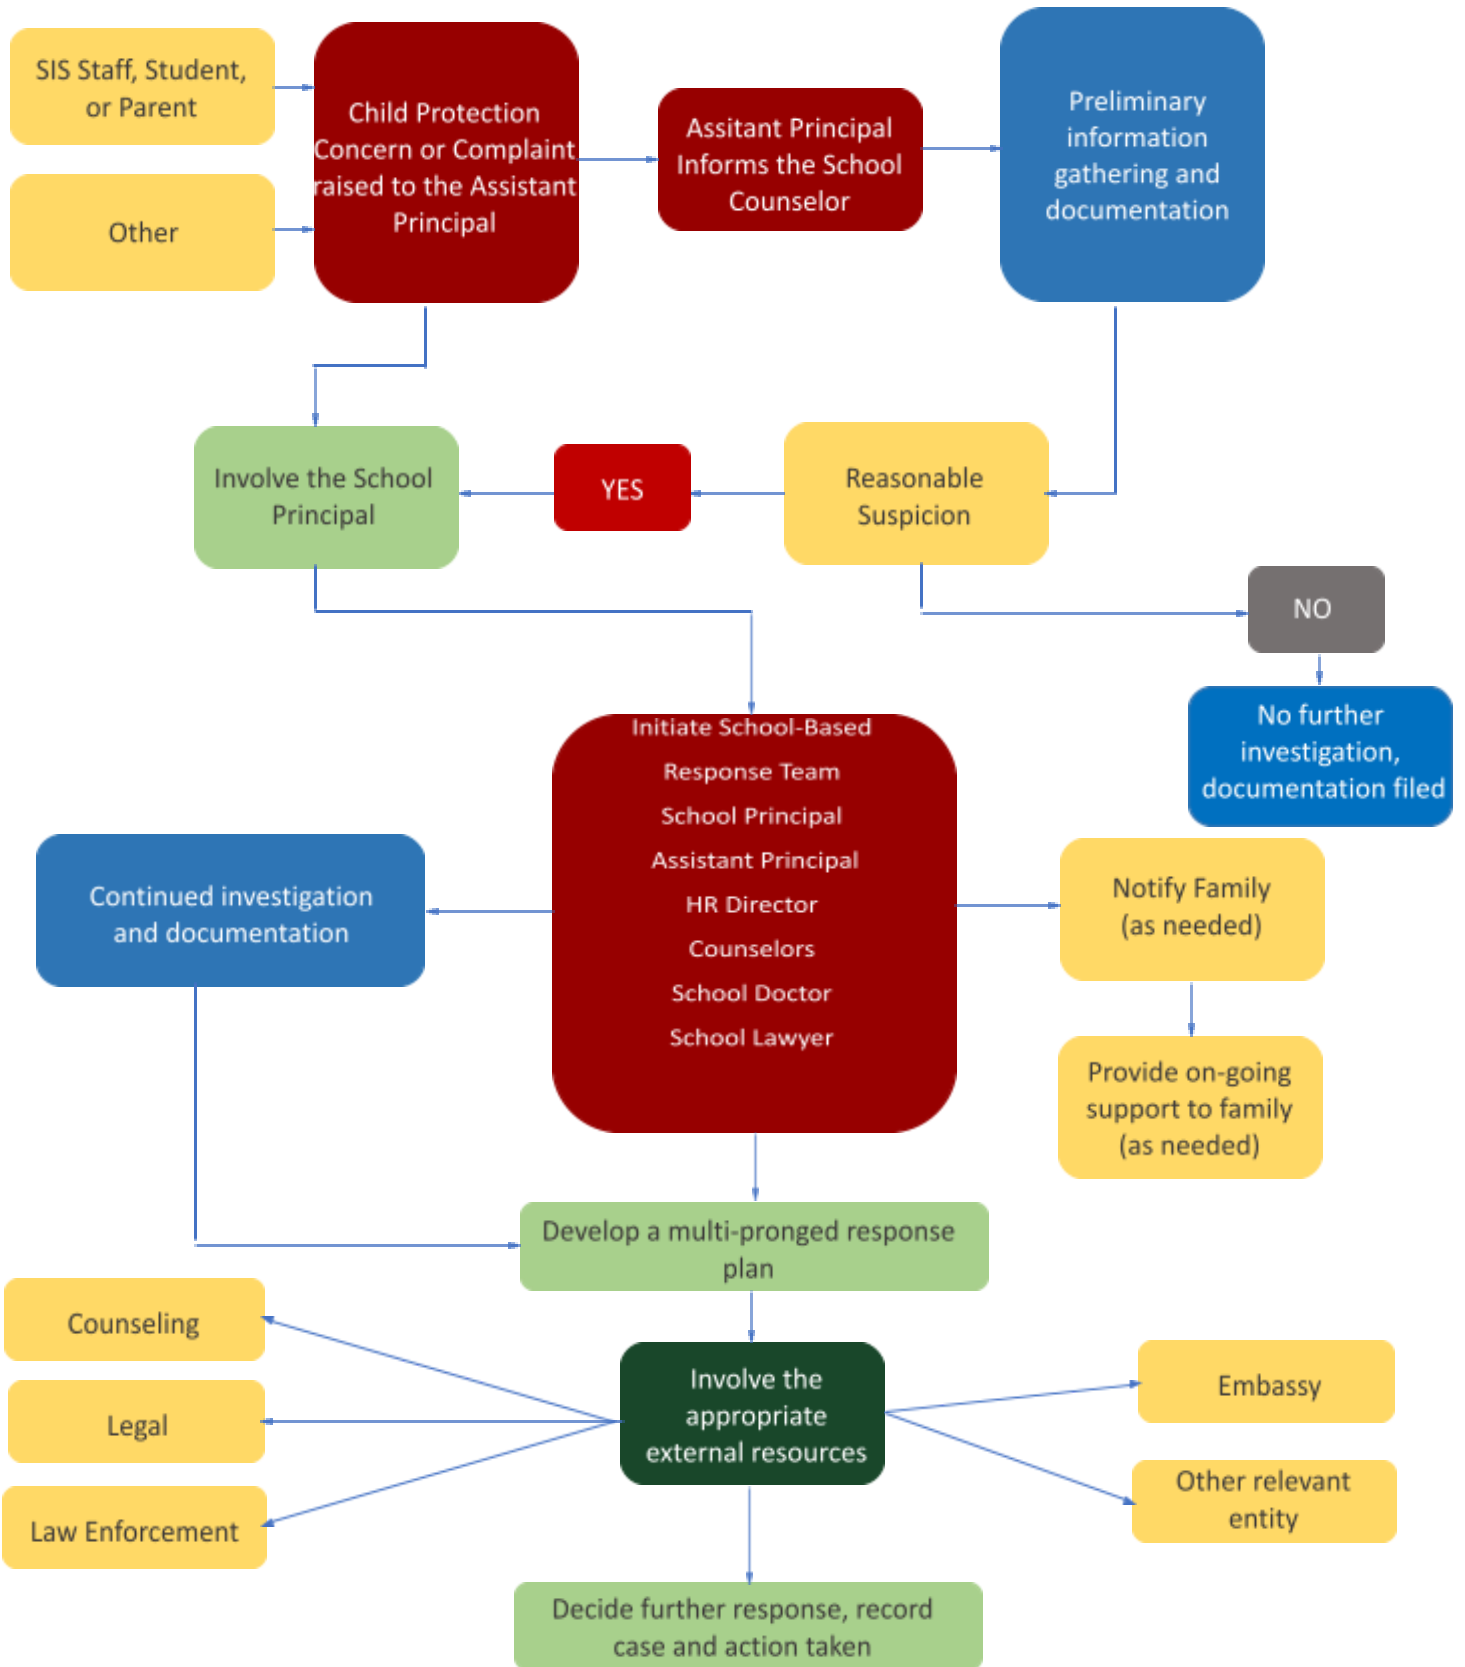 SIS Staff, Student,
or Parent
Other
Child Protection
Concern or Complaint
raised to the Assistant
Principal
Assitant Principal
Informs the School
Counselor
Preliminary
information
gathering and
documentation
Involve the School
Principal
YES
Reasonable
Suspicion
NO
No further
investigation,
documentation filed
Initiate School-Based
Response Team
School Principal
Assistant Principal
HR Director
Counselors
School Doctor
School Lawyer
Continued investigation
and documentation
Notify Family
(as needed)
Provide on-going
support to family
(as needed)
Develop a multi-pronged response
plan
Counseling
Legal
Law Enforcement
Involve the
appropriate
external resources
Embassy
Other relevant
entity
Decide further response, record
case and action taken